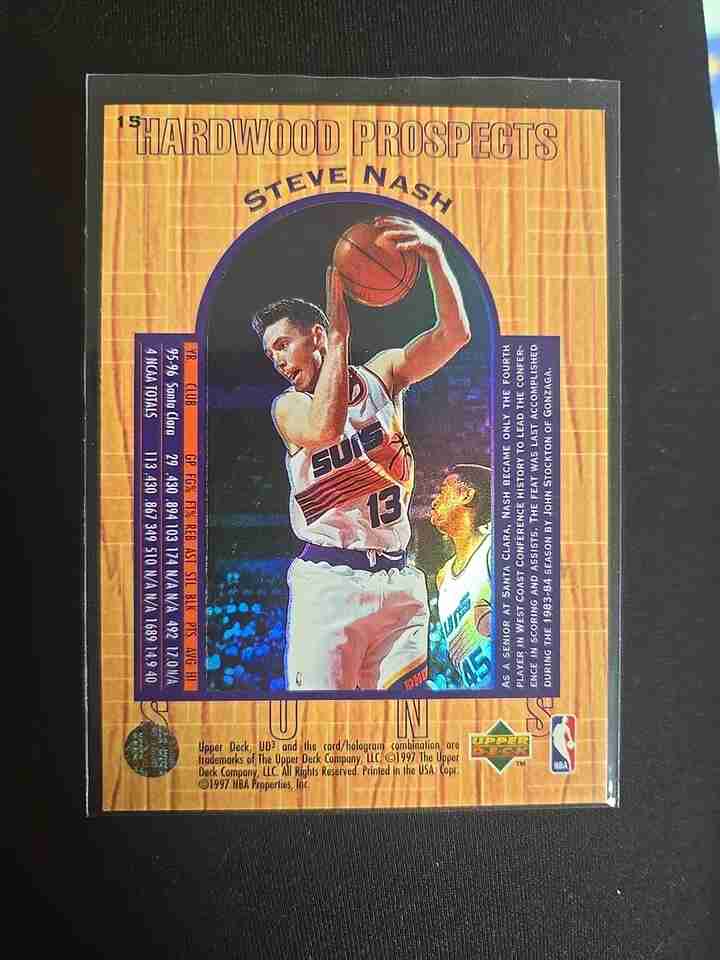 15
HARDWOOD PROSPECTS
STEVE NASH
YR CLUB GP FG% FT% REB AST STL BLK PTS AVG HI
95-96 Santa Clara 29 .430 .894 103 174 N/A N/A 492 17.0 N/A
4 NCAA TOTALS 113 .430 .867 349 510 N/A N/A 1689 14.9 40
SUNS
13
SUNS
45
AS A SENIOR AT SANTA CLARA, NASH BECAME ONLY THE FOURTH
PLAYER IN WEST COAST CONFERENCE HISTORY TO LEAD THE CONFER-
ENCE IN SCORING AND ASSISTS. THE FEAT WAS LAST ACCOMPLISHED
DURING THE 1983-84 SEASON BY JOHN STOCKTON OF GONZAGA.
SUNS
Upper Deck, UD³ and the card/hologram combination are
trademarks of The Upper Deck Company, LLC. ©1997 The Upper
Deck Company, LLC. All Rights Reserved. Printed in the USA. Copr.
©1997 NBA Properties, Inc.
UPPER
DECK
TM
NBA